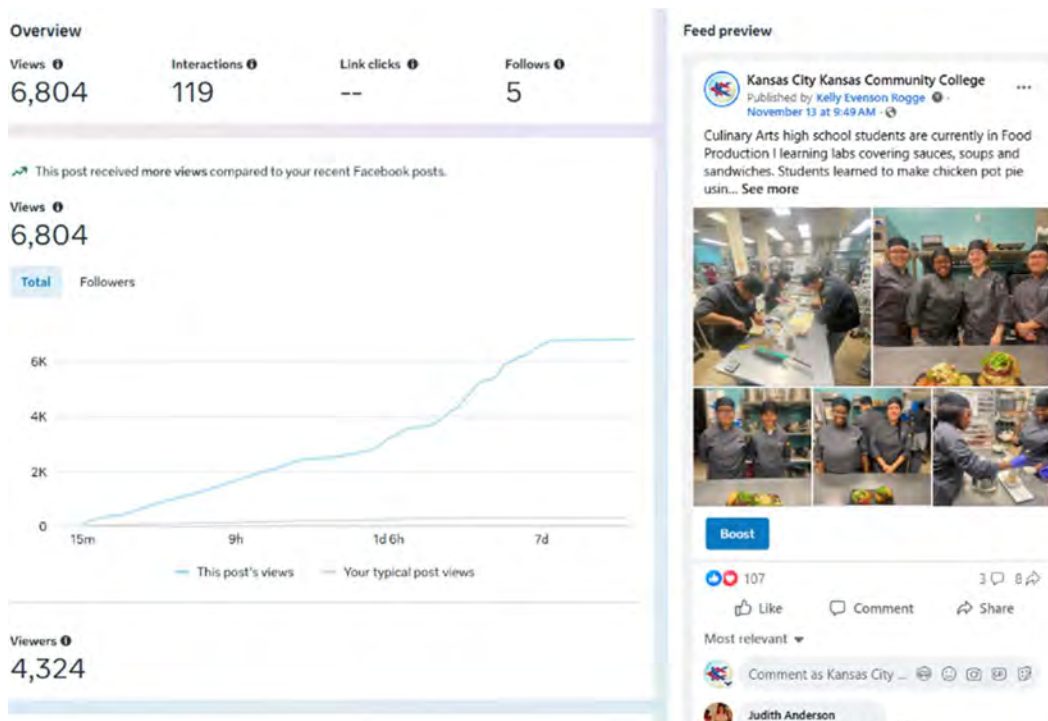 Overview
Views
Interactions
Link clicks
Follows
6,804
119
--
5
This post received more views compared to your recent Facebook posts.
Views
6,804
Total
Followers
6K
4K
2K
0
15m
9h
1d 6h
7d
This post's views
Your typical post views
Viewers
4,324
Feed preview
Kansas City Kansas Community College
Published by Kelly Evenson Rogge
November 13 at 9:49 AM
Culinary Arts high school students are currently in Food
Production I learning labs covering sauces, soups and
sandwiches. Students learned to make chicken pot pie
usin... See more
Boost
107
3
8
Like
Comment
Share
Most relevant
Comment as Kansas City ...
Judith Anderson